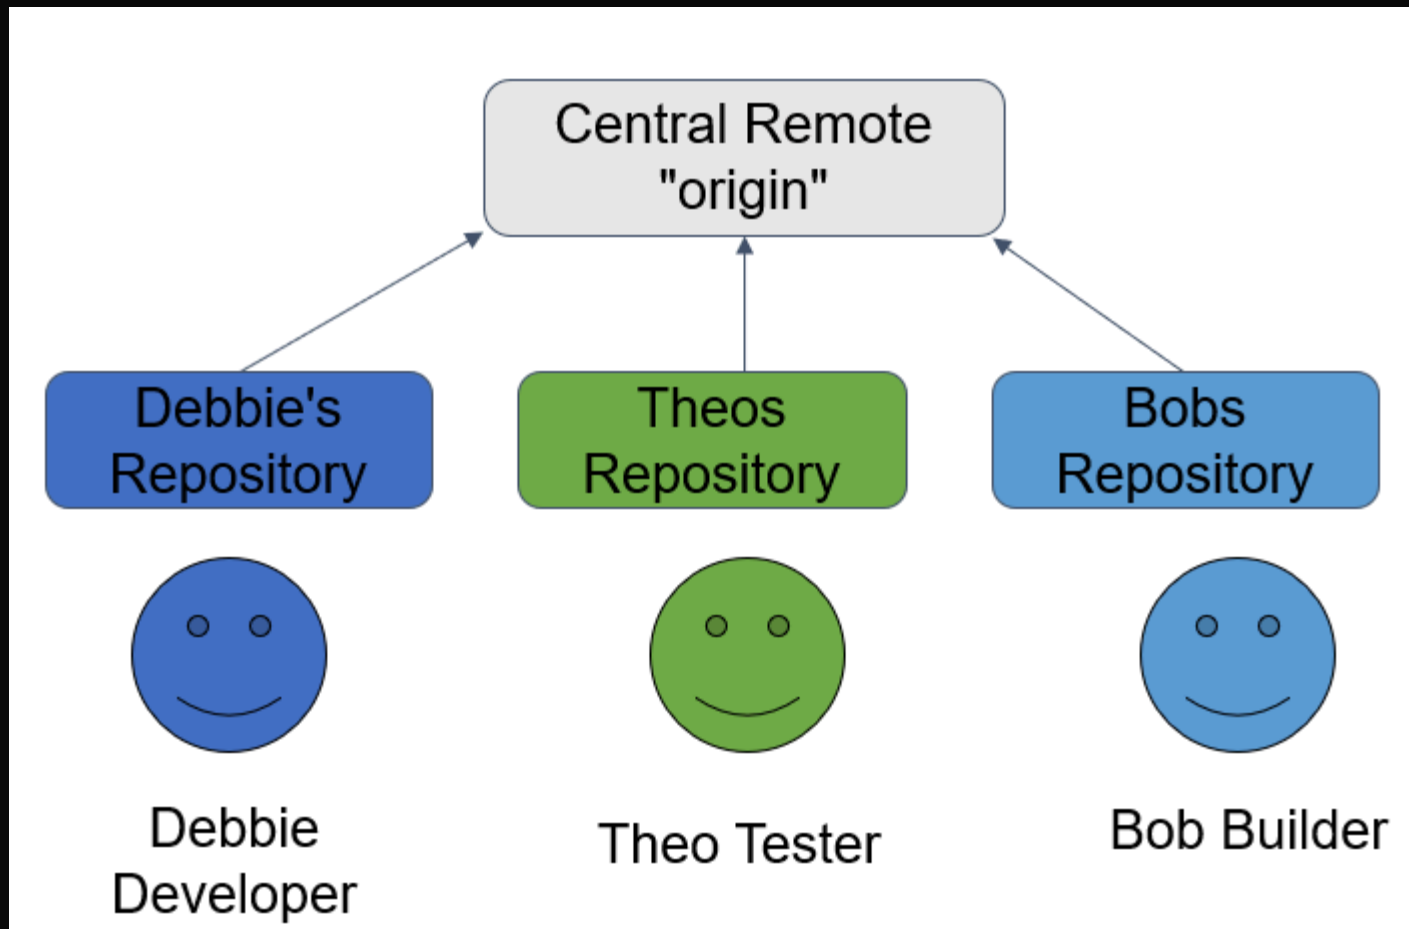 Central Remote
"origin"
Debbie's
Repository
Theos
Repository
Bobs
Repository
Debbie
Developer
Theo Tester
Bob Builder